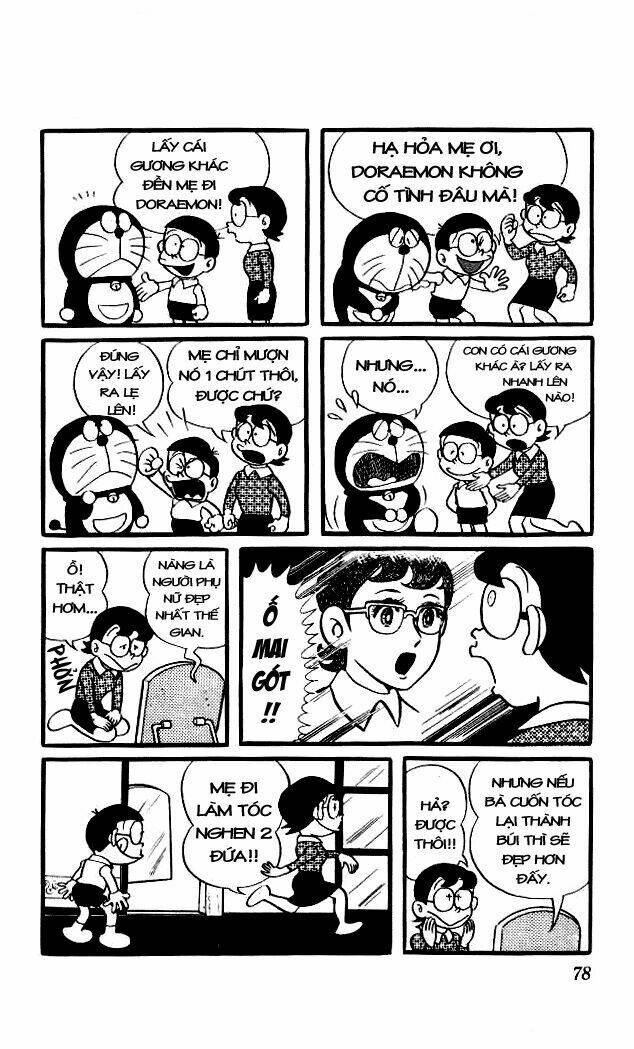 HẠ HỎA MẸ ƠI,
DORAEMON KHÔNG
CỐ TÌNH ĐÂU MÀ!
LẤY CÁI
GƯƠNG KHÁC
ĐỀN MẸ ĐI
DORAEMON!
CON CÓ CÁI GƯƠNG
KHÁC À? LẤY RA
NHANH LÊN
NÀO!
NHƯNG...
NÓ...
MẸ CHỈ MƯỢN
NÓ 1 CHÚT THÔI,
ĐƯỢC CHỨ?
ĐÚNG
VẬY! LẤY
RA LẸ
LÊN!
Ố
MAI
GÓT
!!
NÀNG LÀ
NGƯỜI PHỤ
NỮ ĐẸP
NHẤT THẾ
GIAN.
Ồ!
THẬT
HƠM...
PHỔN
NHƯNG NẾU
BÀ CUỐN TÓC
LẠI THÀNH
BÚI THÌ SẼ
ĐẸP HƠN
ĐẤY.
HẢ?
ĐƯỢC
THÔI!!
MẸ ĐI
LÀM TÓC
NGHEN 2
ĐỨA!!
78